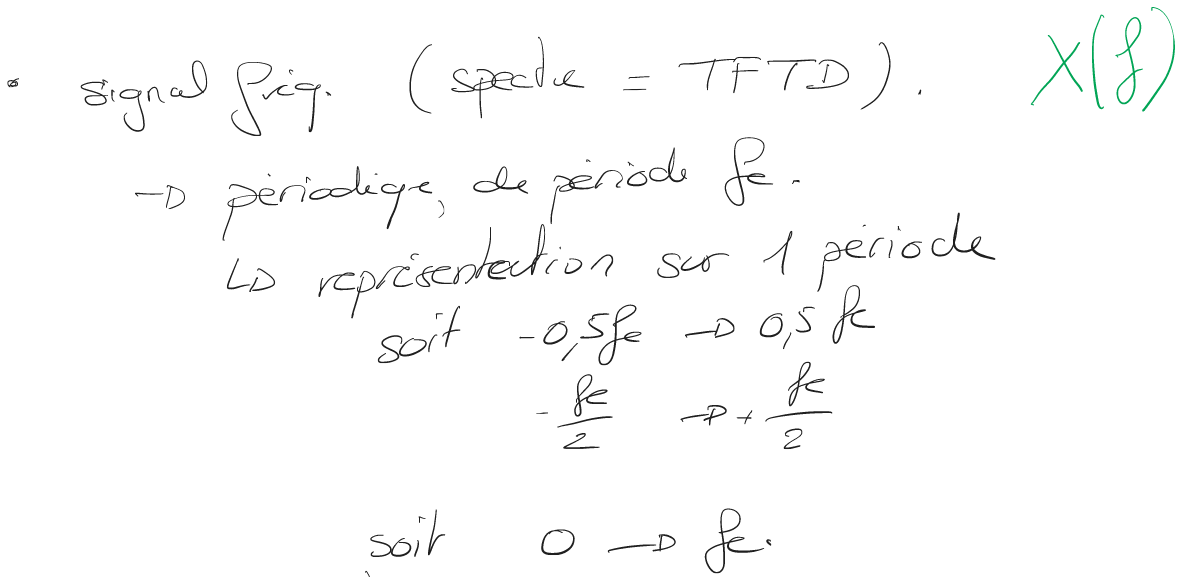 • signal fréq. (spectre = TFTD). X(f)
→ périodique, de période fe.
↳ représentation sur 1 période
soit -0,5fe → 0,5 fe
- fe/2 → + fe/2
soit 0 → fe.